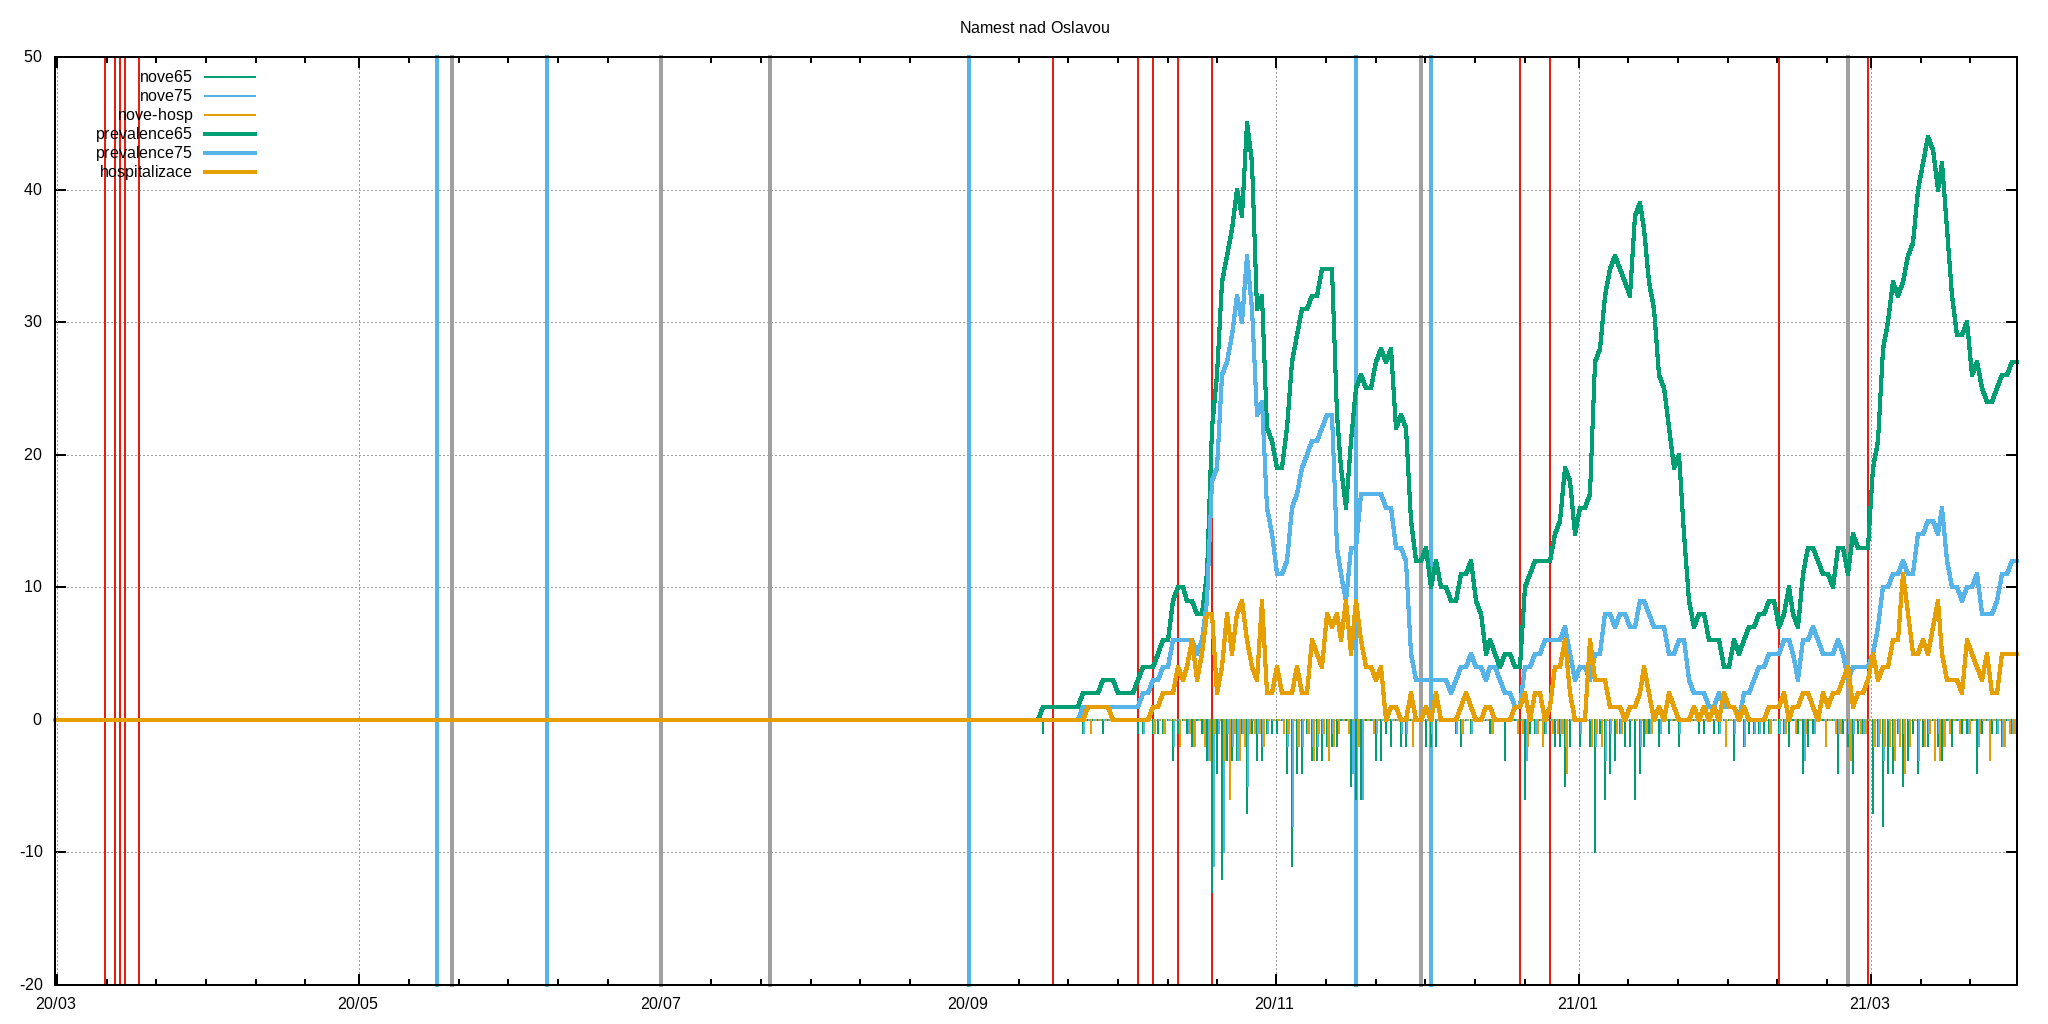 Namest nad Oslavou
50
40
30
20
10
0
-10
-20
nove65
nove75
nove-hosp
prevalence65
prevalence75
hospitalizace
20/03 20/05 20/07 20/09 20/11 21/01 21/03